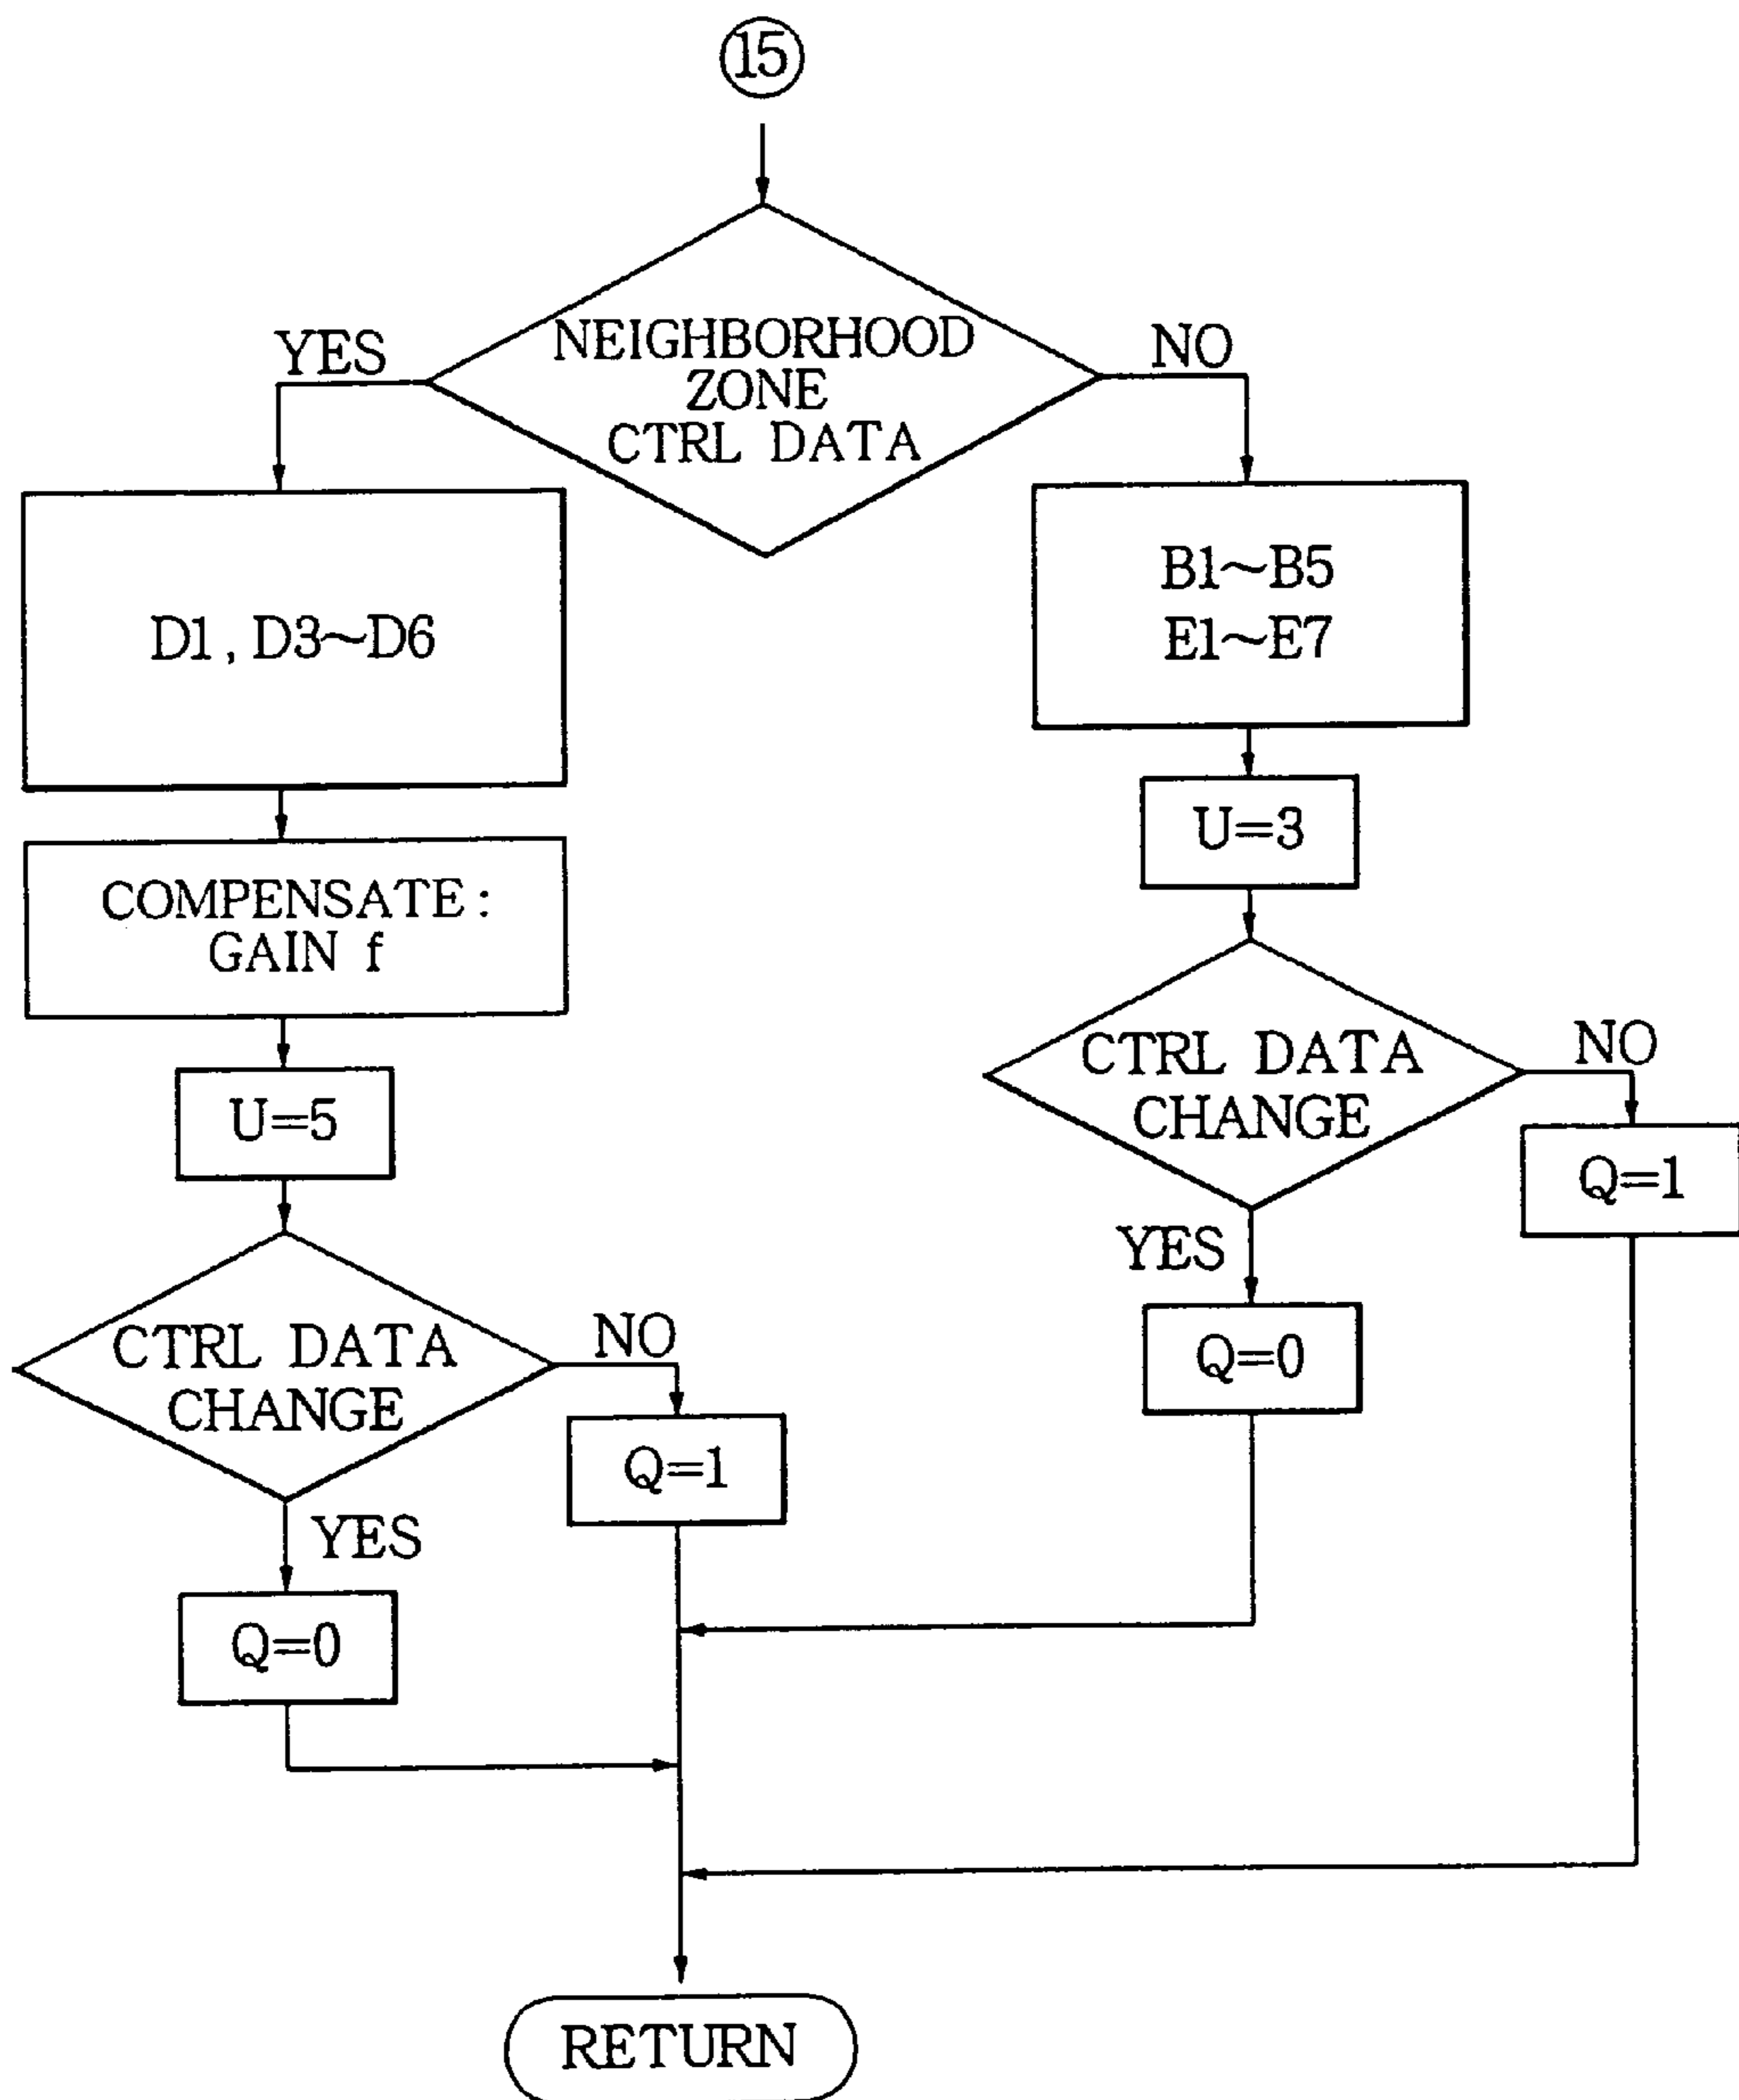 15
NEIGHBORHOOD
ZONE
CTRL DATA
YES
NO
D1, D3~D6
B1~B5
E1~E7
COMPENSATE:
GAIN f
U=3
U=5
CTRL DATA
CHANGE
NO
YES
Q=1
Q=0
CTRL DATA
CHANGE
NO
YES
Q=1
Q=0
RETURN